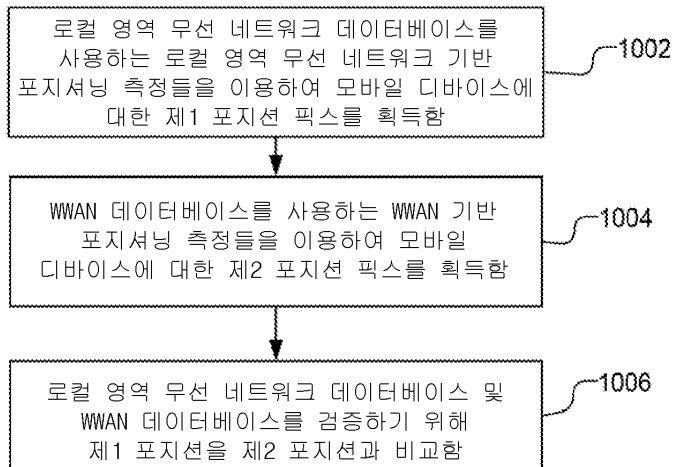 로컬 영역 무선 네트워크 데이터베이스를
사용하는 로컬 영역 무선 네트워크 기반
포지셔닝 측정들을 이용하여 모바일 디바이스에
대한 제1 포지션 픽스를 획득함
1002
WWAN 데이터베이스를 사용하는 WWAN 기반
포지셔닝 측정들을 이용하여 모바일
디바이스에 대한 제2 포지션 픽스를 획득함
1004
로컬 영역 무선 네트워크 데이터베이스 및
WWAN 데이터베이스를 검증하기 위해
제1 포지션을 제2 포지션과 비교함
1006